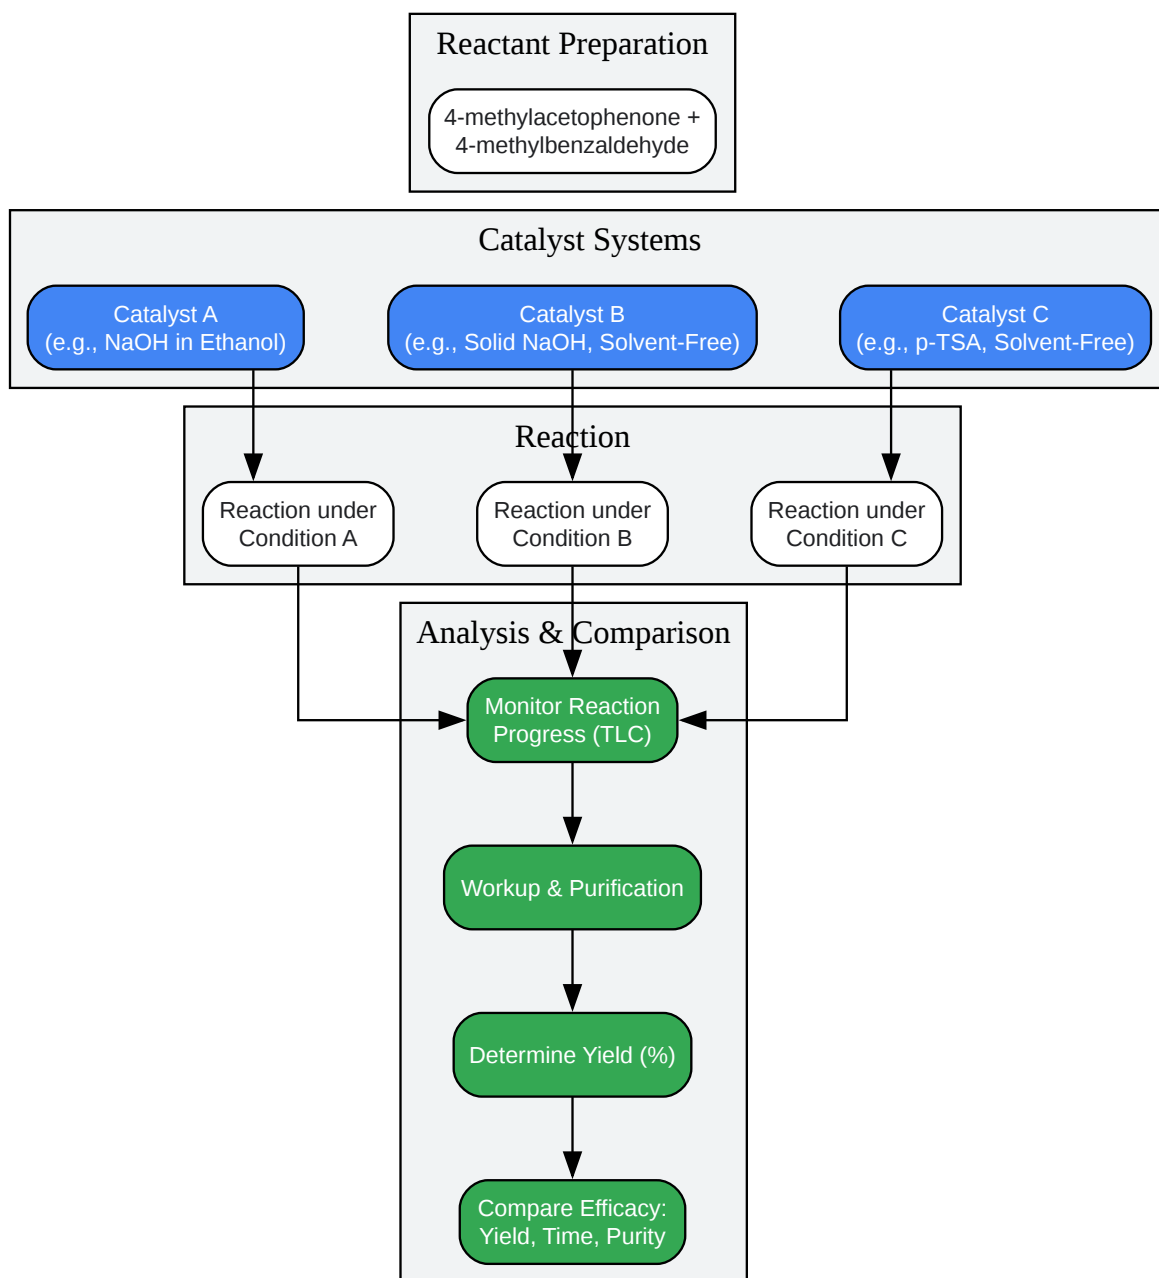 Reactant Preparation
4-methylacetophenone +
4-methylbenzaldehyde
Catalyst Systems
Catalyst A
(e.g., NaOH in Ethanol)
Catalyst B
(e.g., Solid NaOH, Solvent-Free)
Catalyst C
(e.g., p-TSA, Solvent-Free)
Reaction
Reaction under
Condition A
Reaction under
Condition B
Reaction under
Condition C
Analysis & Comparison
Monitor Reaction
Progress (TLC)
Workup & Purification
Determine Yield (%)
Compare Efficacy:
Yield, Time, Purity